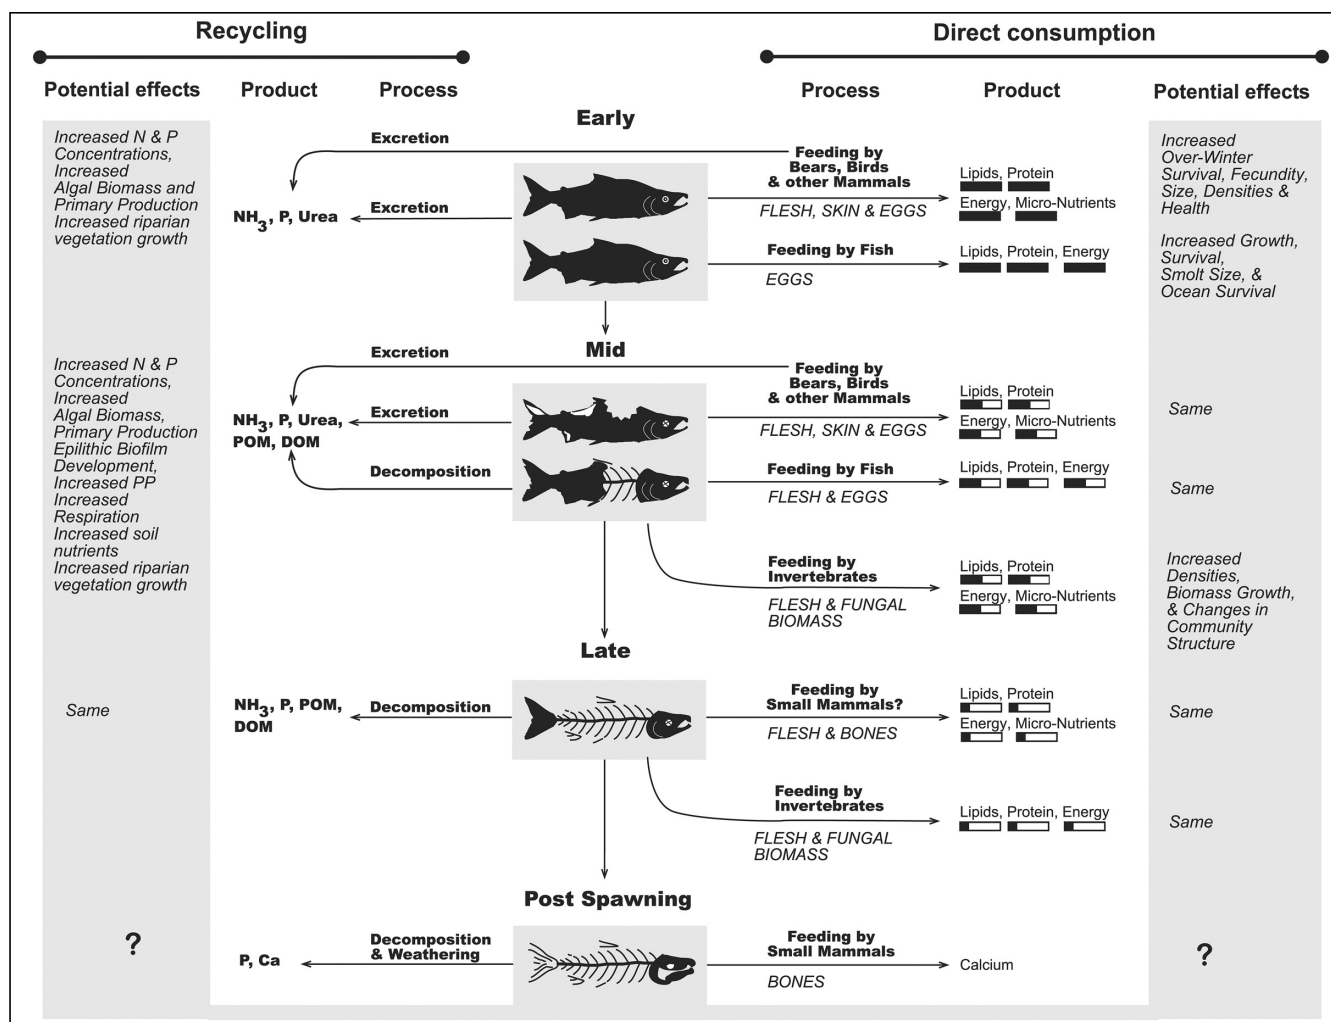 Recycling
Direct consumption
Potential effects
Product
Process
Process
Product
Potential effects
Early
Increased N & P
Concentrations,
Increased
Algal Biomass and
Primary Production
Increased riparian
vegetation growth
Excretion
NH3, P, Urea
Excretion
Feeding by
Bears, Birds
& other Mammals
FLESH, SKIN & EGGS
Lipids, Protein
Energy, Micro-Nutrients
Increased
Over-Winter
Survival, Fecundity,
Size, Densities &
Health
Feeding by Fish
EGGS
Lipids, Protein, Energy
Increased Growth,
Survival,
Smolt Size, &
Ocean Survival
Mid
Increased N & P
Concentrations,
Increased
Algal Biomass,
Primary Production
Epilithic Biofilm
Development,
Increased PP
Increased
Respiration
Increased soil
nutrients
Increased riparian
vegetation growth
Excretion
NH3, P, Urea,
POM, DOM
Excretion
Decomposition
Feeding by
Bears, Birds
& other Mammals
FLESH, SKIN & EGGS
Lipids, Protein
Energy, Micro-Nutrients
Same
Feeding by Fish
FLESH & EGGS
Lipids, Protein, Energy
Same
Feeding by
Invertebrates
FLESH & FUNGAL
BIOMASS
Lipids, Protein
Energy, Micro-Nutrients
Increased
Densities,
Biomass Growth,
& Changes in
Community
Structure
Late
Same
NH3, P, POM,
DOM
Decomposition
Feeding by
Small Mammals?
FLESH & BONES
Lipids, Protein
Energy, Micro-Nutrients
Same
Feeding by
Invertebrates
FLESH & FUNGAL
BIOMASS
Lipids, Protein, Energy
Same
Post Spawning
?
P, Ca
Decomposition
& Weathering
Feeding by
Small Mammals
BONES
Calcium
?